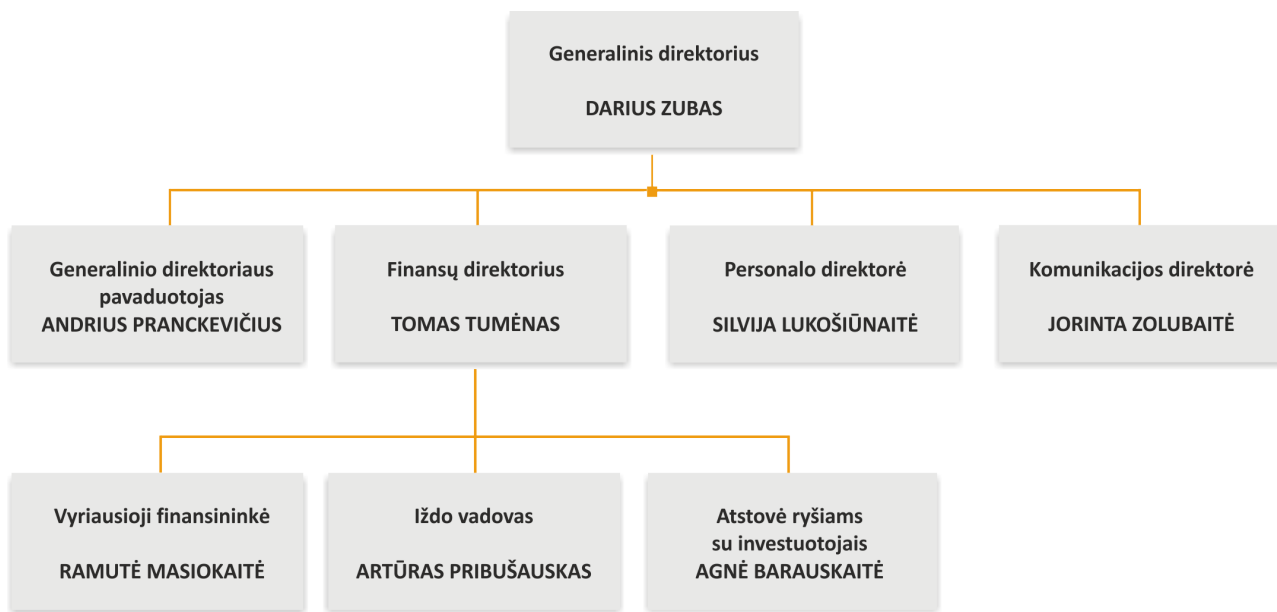 Generalinis direktorius
DARIUS ZUBAS
Generalinio direktoriaus
pavaduotojas
ANDRIUS PRANCKEVIČIUS
Finansų direktorius
TOMAS TUMĖNAS
Personalo direktorė
SILVIJA LUKOŠIŪNAITĖ
Komunikacijos direktorė
JORINTA ZOLUBAITĖ
Vyriausioji finansininkė
RAMUTĖ MASIOKAITĖ
Iždo vadovas
ARTŪRAS PRIBUŠAUSKAS
Atstovė ryšiams
su investuotojais
AGNĖ BARAUSKAITĖ